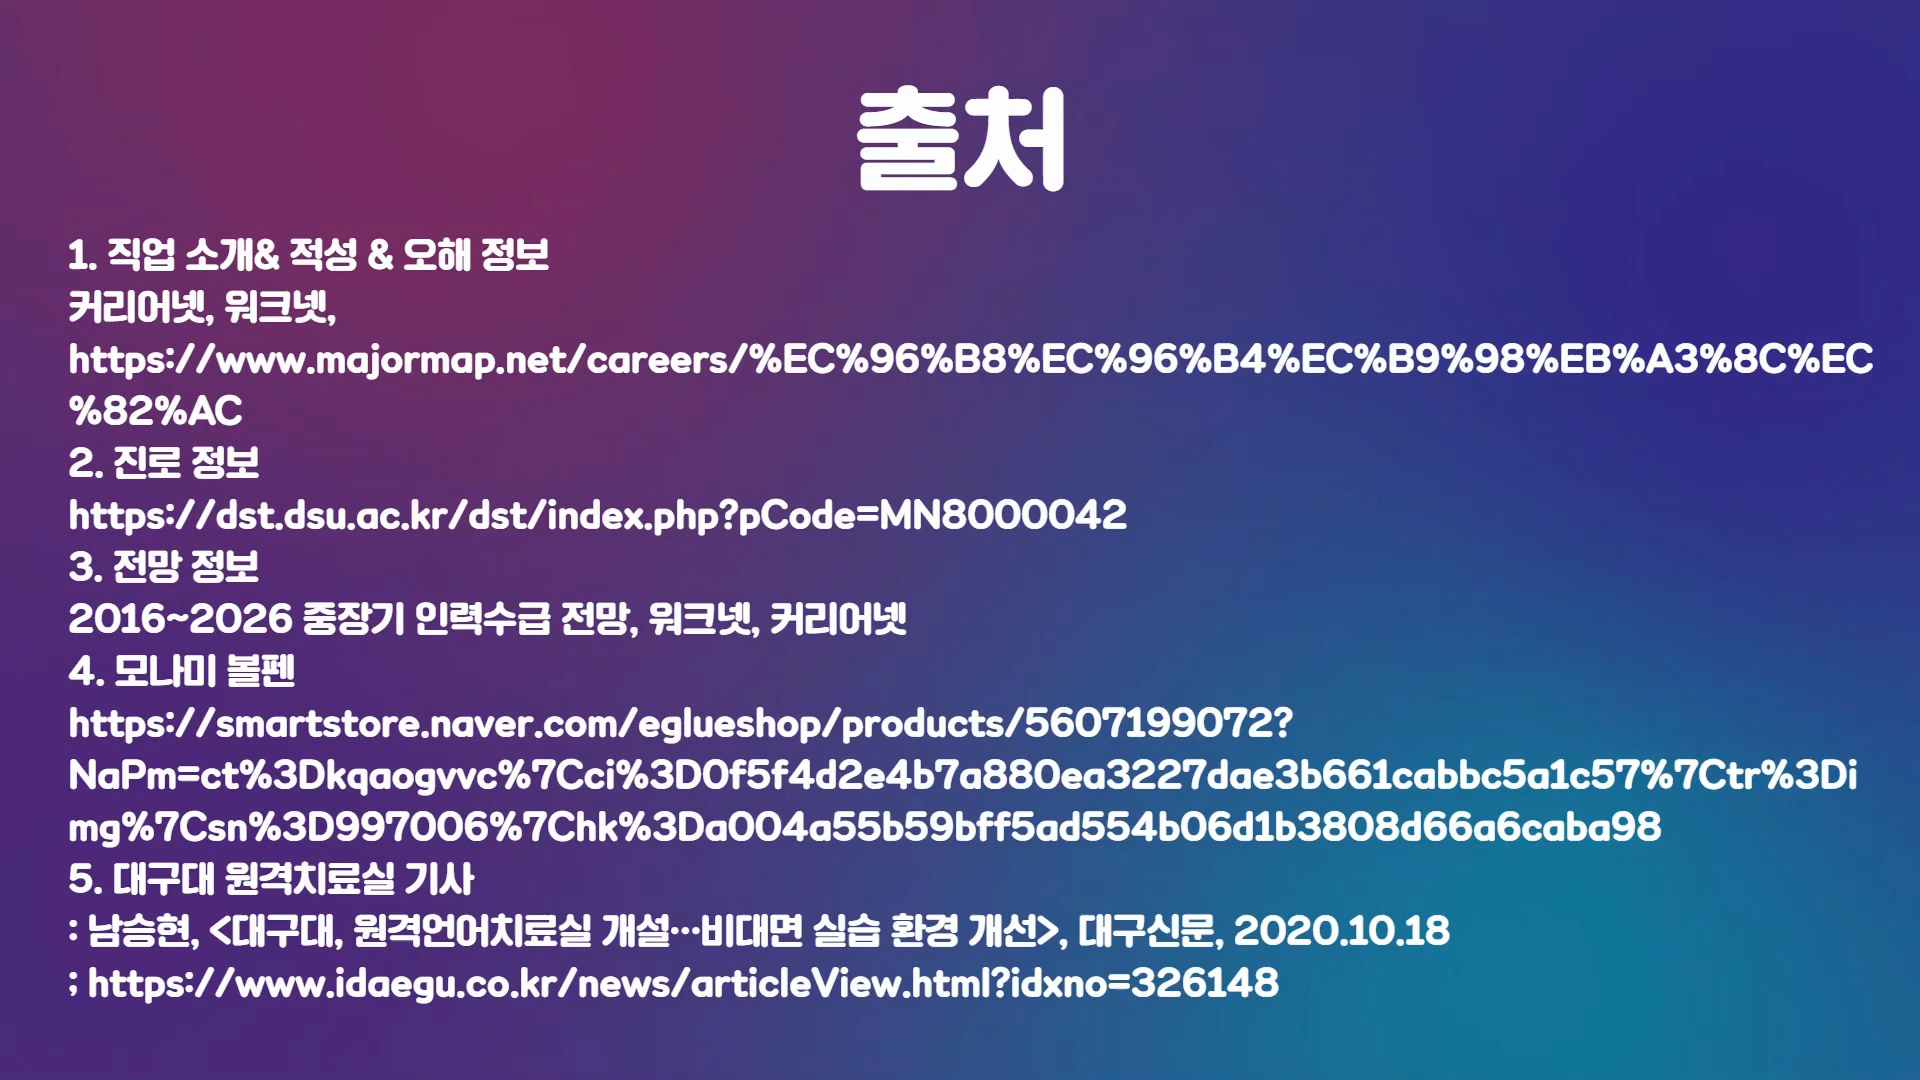 출처
1. 직업 소개& 적성 & 오해 정보
커리어넷, 워크넷,
https://www.majormap.net/careers/%EC%96%B8%EC%96%B4%EC%B9%98%EB%A3%8C%EC
%82%AC
2. 진로 정보
https://dst.dsu.ac.kr/dst/index.php?pCode=MN8000042
3. 전망 정보
2016~2026 중장기 인력수급 전망, 워크넷, 커리어넷
4. 모나미 볼펜
https://smartstore.naver.com/eglueshop/products/5607199072?
NaPm=ct%3Dkqaogvvc%7Cci%3D0f5f4d2e4b7a880ea3227dae3b661cabbc5a1c57%7Ctr%3Di
mg%7Csn%3D997006%7Chk%3Da004a55b59bff5ad554b06d1b3808d66a6caba98
5. 대구대 원격치료실 기사
: 남승현, <대구대, 원격언어치료실 개설…비대면 실습 환경 개선>, 대구신문, 2020.10.18
; https://www.idaegu.co.kr/news/articleView.html?idxno=326148